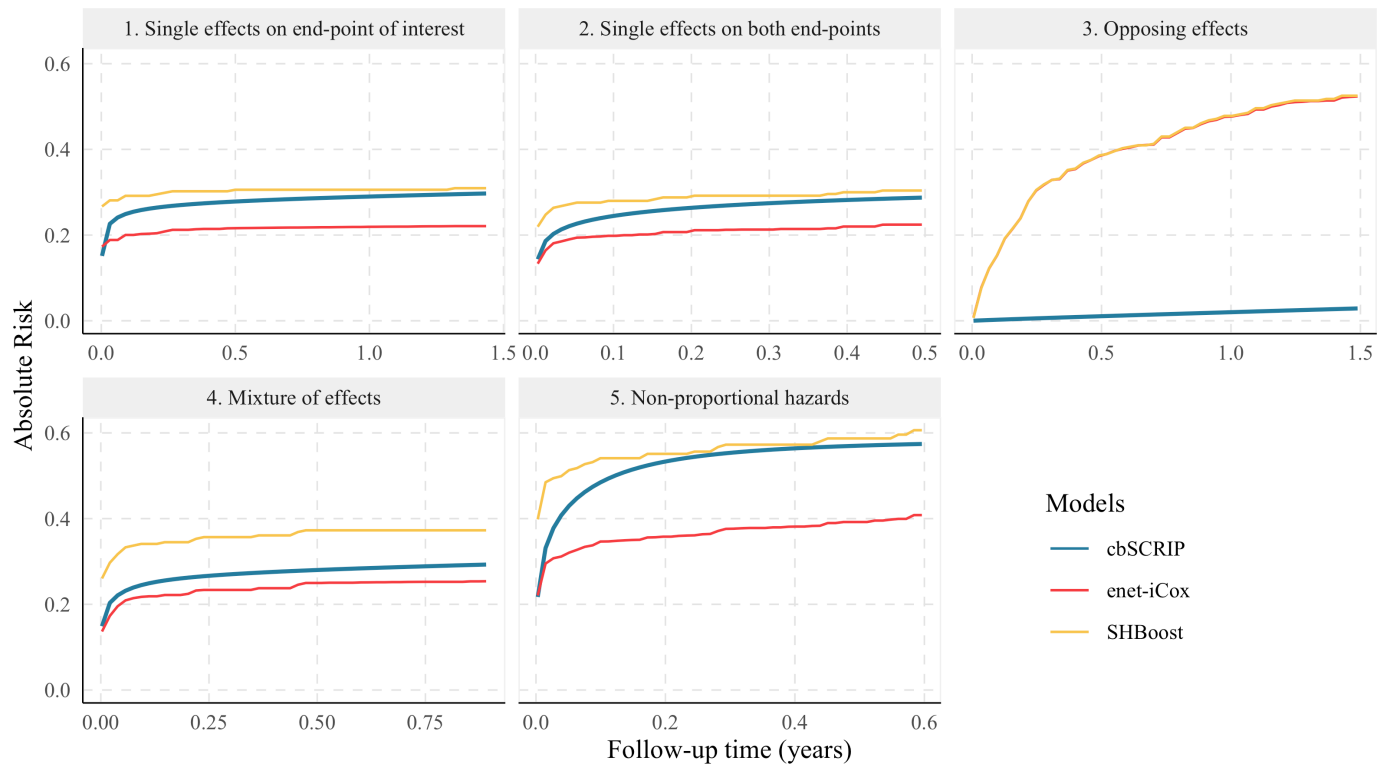 1. Single effects on end-point of interest
2. Single effects on both end-points
3. Opposing effects
0.6
0.4
0.2
0.0
0.0 0.5 1.0 1.5
0.0 0.1 0.2 0.3 0.4 0.5
0.0 0.5 1.0 1.5
Absolute Risk
4. Mixture of effects
5. Non-proportional hazards
0.6
0.4
0.2
0.0
0.00 0.25 0.50 0.75
0.0 0.2 0.4 0.6
Follow-up time (years)
Models
cbSCRIP
enet-iCox
SHBoost